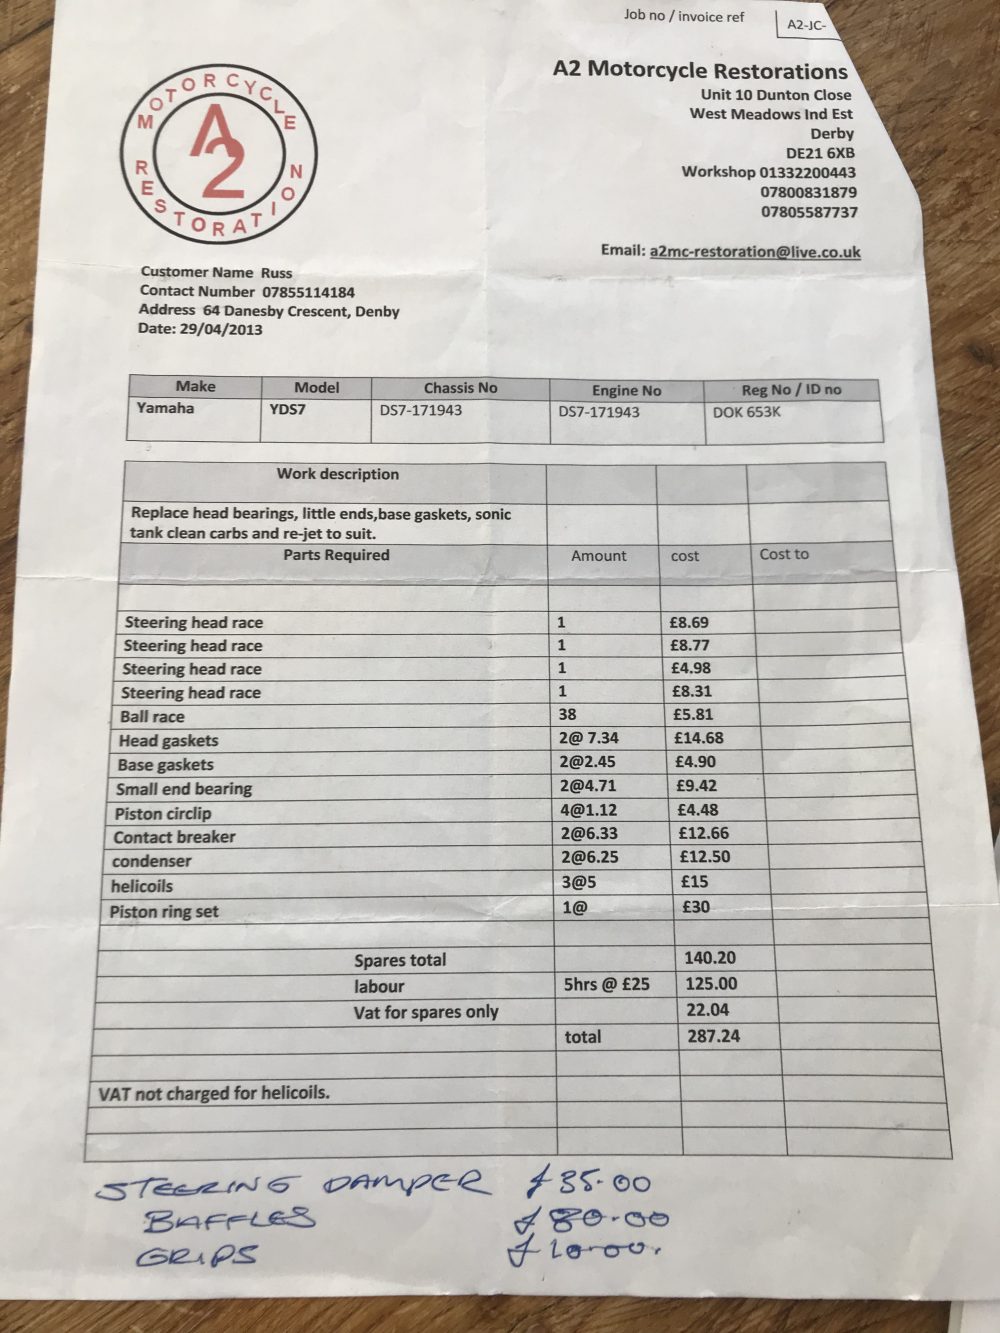 Job no / invoice ref
A2-JC-
A2 Motorcycle Restorations
Unit 10 Dunton Close
West Meadows Ind Est
Derby
DE21 6XB
Workshop 01332200443
07800831879
07805587737
Email: a2mc-restoration@live.co.uk
MOTORCYCLE
A2
RESTORATION
Customer Name Russ
Contact Number 07855114184
Address 64 Danesby Crescent, Denby
Date: 29/04/2013
Make Model Chassis No Engine No Reg No / ID no
Yamaha YDS7 DS7-171943 DS7-171943 DOK 653K
Work description
Replace head bearings, little ends,base gaskets, sonic
tank clean carbs and re-jet to suit.
Parts Required Amount cost Cost to
Steering head race 1 £8.69
Steering head race 1 £8.77
Steering head race 1 £4.98
Steering head race 1 £8.31
Ball race 38 £5.81
Head gaskets 2@ 7.34 £14.68
Base gaskets 2@2.45 £4.90
Small end bearing 2@4.71 £9.42
Piston circlip 4@1.12 £4.48
Contact breaker 2@6.33 £12.66
condenser 2@6.25 £12.50
helicoils 3@5 £15
Piston ring set 1@ £30
Spares total 140.20
labour 5hrs @ £25 125.00
Vat for spares only 22.04
total 287.24
VAT not charged for helicoils.
STEERING DAMPER £35.00
BAFFLES £80.00
GRIPS £10.00.